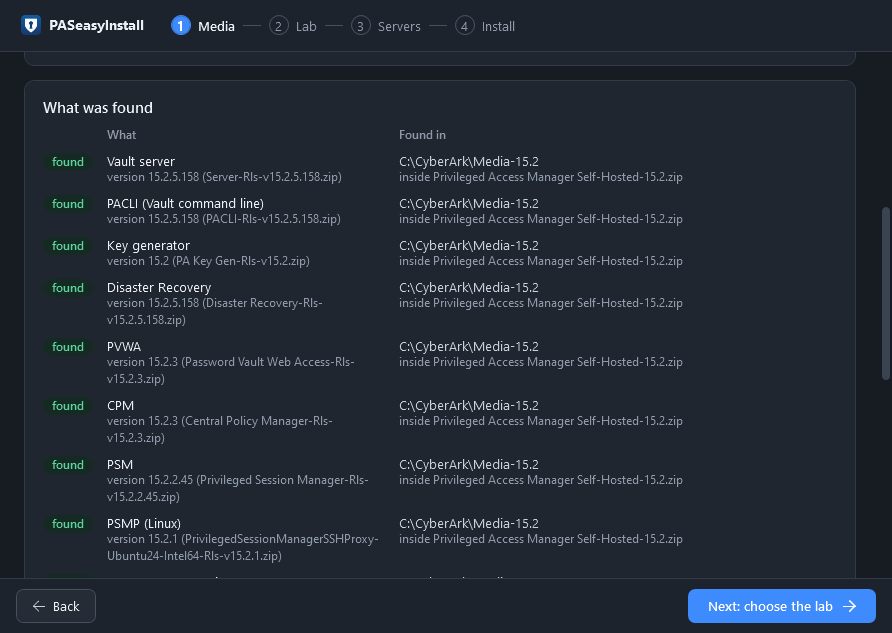 PASeasyInstall
1 Media
2 Lab
3 Servers
4 Install
What was found
What
Found in
found
Vault server
version 15.2.5.158 (Server-Rls-v15.2.5.158.zip)
C:\CyberArk\Media-15.2
inside Privileged Access Manager Self-Hosted-15.2.zip
found
PACLI (Vault command line)
version 15.2.5.158 (PACLI-Rls-v15.2.5.158.zip)
C:\CyberArk\Media-15.2
inside Privileged Access Manager Self-Hosted-15.2.zip
found
Key generator
version 15.2 (PA Key Gen-Rls-v15.2.zip)
C:\CyberArk\Media-15.2
inside Privileged Access Manager Self-Hosted-15.2.zip
found
Disaster Recovery
version 15.2.5.158 (Disaster Recovery-Rls-
v15.2.5.158.zip)
C:\CyberArk\Media-15.2
inside Privileged Access Manager Self-Hosted-15.2.zip
found
PVWA
version 15.2.3 (Password Vault Web Access-Rls-
v15.2.3.zip)
C:\CyberArk\Media-15.2
inside Privileged Access Manager Self-Hosted-15.2.zip
found
CPM
version 15.2.3 (Central Policy Manager-Rls-
v15.2.3.zip)
C:\CyberArk\Media-15.2
inside Privileged Access Manager Self-Hosted-15.2.zip
found
PSM
version 15.2.2.45 (Privileged Session Manager-Rls-
v15.2.2.45.zip)
C:\CyberArk\Media-15.2
inside Privileged Access Manager Self-Hosted-15.2.zip
found
PSMP (Linux)
version 15.2.1 (PrivilegedSessionManagerSSHProxy-
Ubuntu24-Intel64-Rls-v15.2.1.zip)
C:\CyberArk\Media-15.2
inside Privileged Access Manager Self-Hosted-15.2.zip
← Back
Next: choose the lab →